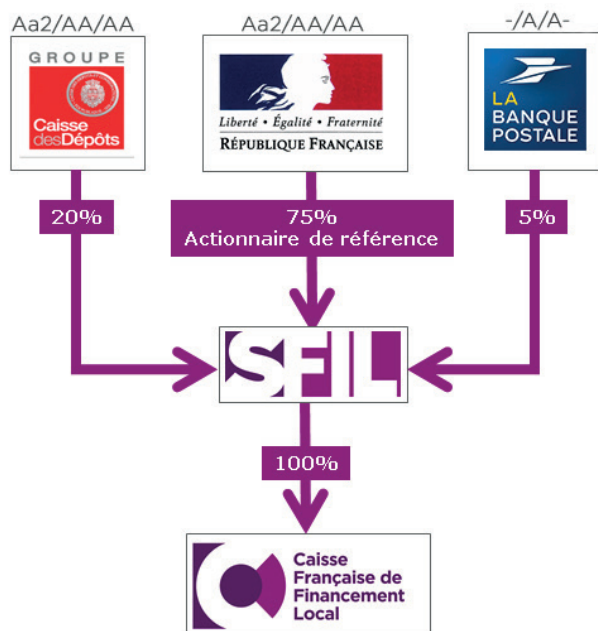 Aa2/AA/AA
Aa2/AA/AA
-/A/A-
GROUPE
Caisse
desDépôts
Liberté • Égalité • Fraternité
RÉPUBLIQUE FRANÇAISE
LA
BANQUE
POSTALE
20%
75%
Actionnaire de référence
5%
SFIL
100%
Caisse
Française de
Financement
Local